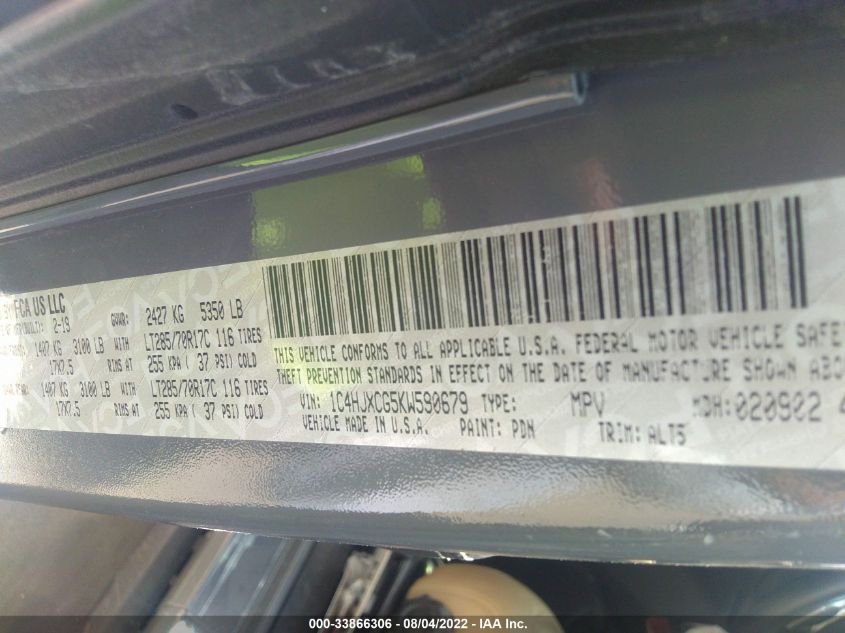 FCA US LLC
2-19 GVWR: 2427 KG 5350 LB
1407 KG 3100 LB WITH LT285/70R17C 116 TIRES
17X7.5 RIMS AT 255 KPA ( 37 PSI) COLD
1407 KG 3100 LB WITH LT285/70R17C 116 TIRES
17X7.5 RIMS AT 255 KPA ( 37 PSI) COLD
THIS VEHICLE CONFORMS TO ALL APPLICABLE U.S.A. FEDERAL MOTOR VEHICLE SAFE
THEFT PREVENTION STANDARDS IN EFFECT ON THE DATE OF MANUFACTURE SHOWN ABO
VIN: 1C4HJXCG5KW590679 TYPE: MPV MDH:020902 4
VEHICLE MADE IN U.S.A. PAINT: PDN TRIM: ALT5
000-33866306 - 08/04/2022 - IAA Inc.